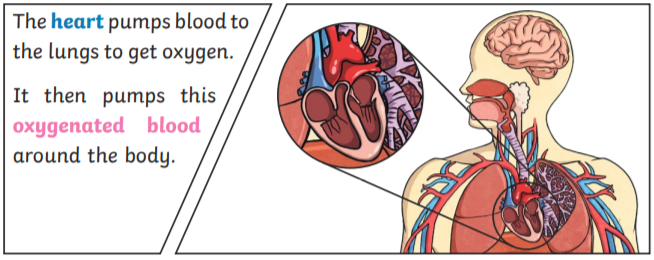 The heart pumps blood to
the lungs to get oxygen.
It then pumps this
oxygenated blood
around the body.